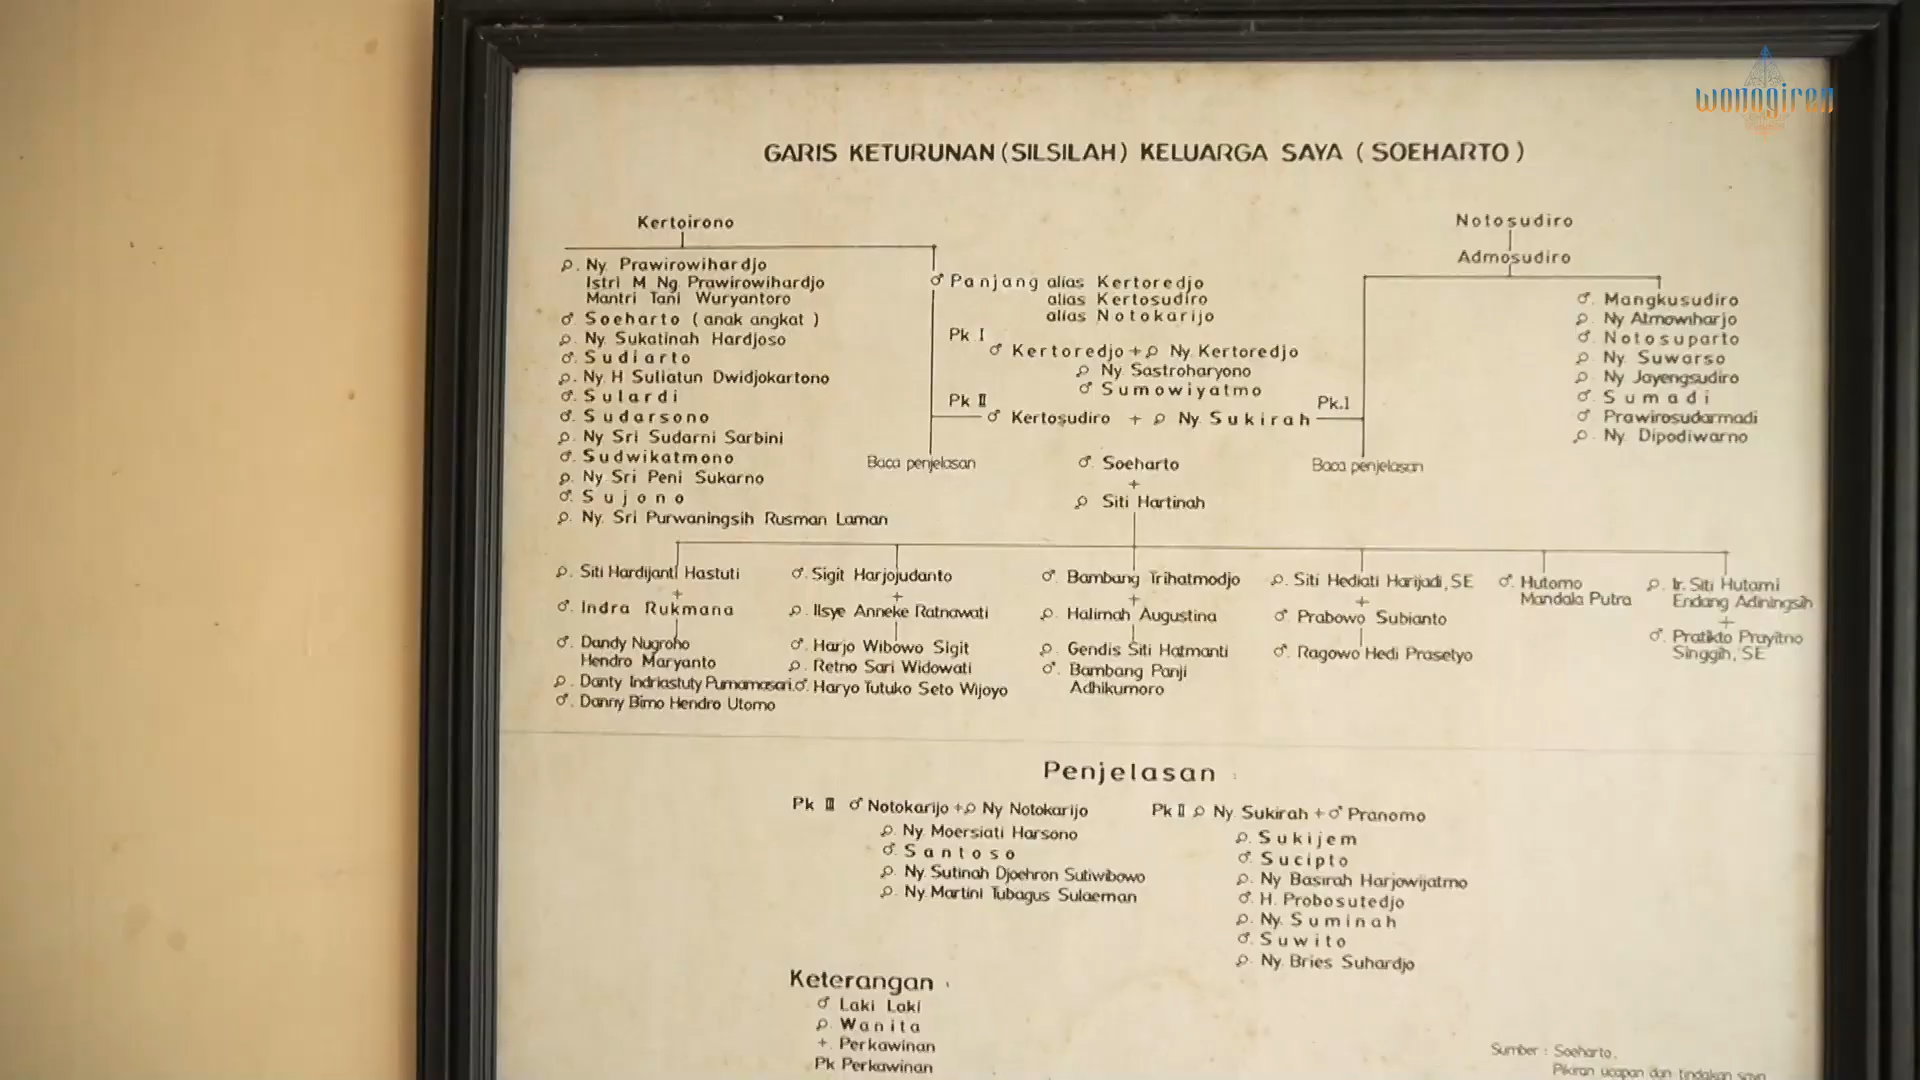 wonogiren
GARIS KETURUNAN (SILSILAH) KELUARGA SAYA ( SOEHARTO )
Kertoirono
♀. Ny. Prawirowihardjo
Istri M Ng Prawirowihardjo
Mantri Tani Wuryantoro
♂ Soeharto ( anak angkat )
♀. Ny. Sukatinah Hardjoso
♂. Sudiarto
♀. Ny. H Suliatun Dwidjokartono
♂. Sulardi
♂. Sudarsono
♀. Ny Sri Sudarni Sarbini
♂. Sudwikatmono
♀. Ny Sri Peni Sukarno
♂. Sujono
♀. Ny. Sri Purwaningsih Rusman Laman
♂ Panjang alias Kertoredjo
alias Kertosudiro
alias Notokarijo
Pk I
♂ Kertoredjo + ♀ Ny Kertoredjo
♀ Ny Sastroharyono
♂ Sumowiyatmo
Pk II
♂ Kertosudiro + ♀ Ny Sukirah
Pk.I
Baca penjelasan
Notosudiro
Admosudiro
♂. Mangkusudiro
♀. Ny Atmowiharjo
♂. Notosuparto
♀. Ny. Suwarso
♀. Ny Jayengsudiro
♂. Sumadi
♂ Prawirosudarmadi
♀. Ny. Dipodiwarno
Baca penjelasan
♂. Soeharto
+
♀ Siti Hartinah
♀. Siti Hardijanti Hastuti
+
♂. Indra Rukmana
♂. Dandy Nugroho
Hendro Maryanto
♀. Danty Indriastuty Purnamasari
♂. Danny Bimo Hendro Utomo
♂. Sigit Harjojudanto
+
♀. Ilsye Anneke Ratnawati
♂. Harjo Wibowo Sigit
♀. Retno Sari Widowati
♂. Haryo Tutuko Seto Wijoyo
♂. Bambang Trihatmodjo
+
♀. Halimah Augustina
♀. Gendis Siti Hatmanti
♂. Bambang Panji
Adhikumoro
♀. Siti Hediati Harijadi, SE
+
♂. Prabowo Subianto
♂. Ragowo Hedi Prasetyo
♂. Hutomo
Mandala Putra
♀. Ir. Siti Hutami
Endang Adiningsih
+
♂. Pratikto Prayitno
Singgih, SE
Penjelasan :
Pk III ♂ Notokarijo + ♀ Ny Notokarijo
♀. Ny. Moersiati Harsono
♂. Santoso
♀. Ny. Sutinah Djoehron Sutiwibowo
♀. Ny. Martini Tubagus Sulaeman
Pk II ♀ Ny. Sukirah + ♂ Pranomo
♀. Sukijem
♂. Sucipto
♀. Ny Basirah Harjowijatmo
♂. H. Probosutedjo
♀. Ny. Suminah
♂. Suwito
♀. Ny. Bries Suhardjo
Keterangan :
♂ Laki Laki
♀ Wanita
+. Perkawinan
Pk Perkawinan
Sumber : Soeharto,
Pikiran ucapan dan tindakan saya